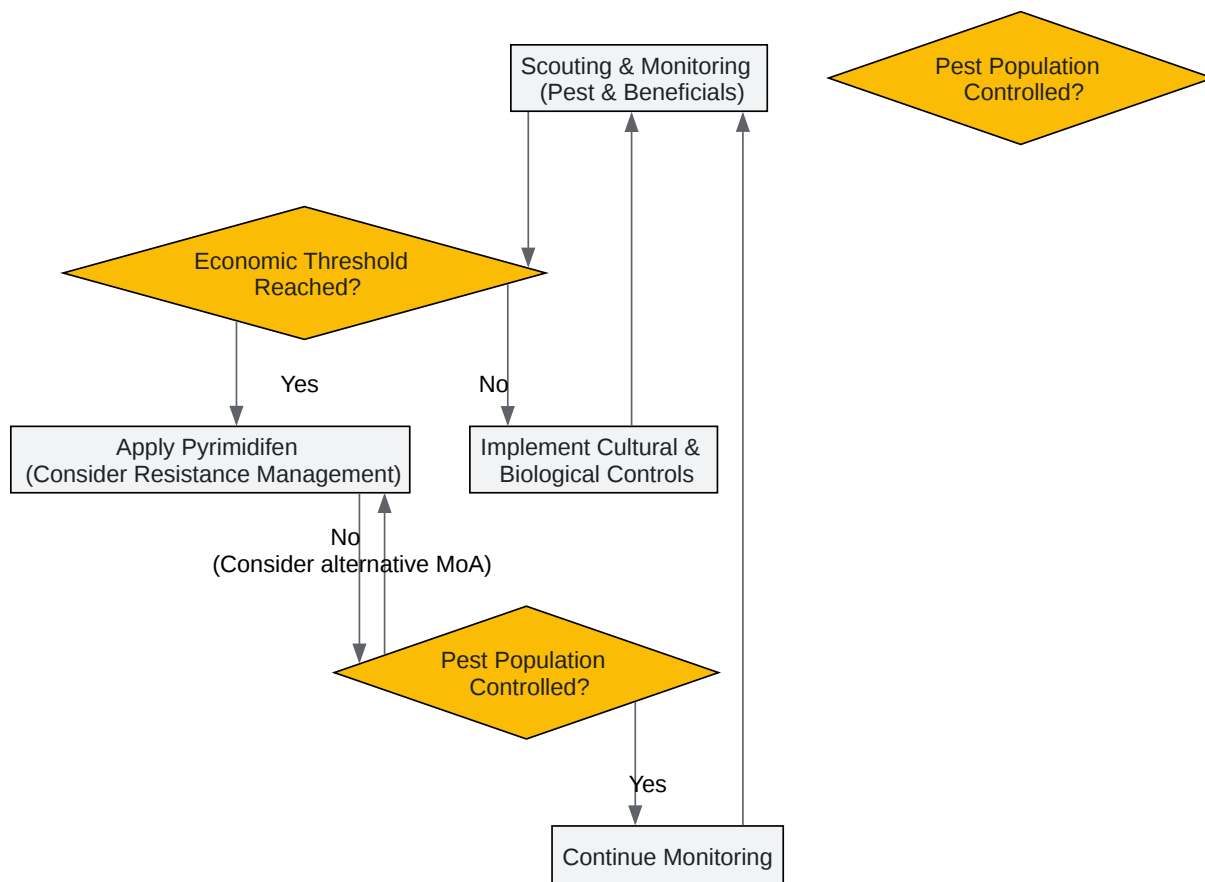 Scouting & Monitoring
(Pest & Beneficials)
Pest Population
Controlled?
Economic Threshold
Reached?
Yes
No
Apply Pyrimidifen
(Consider Resistance Management)
Implement Cultural &
Biological Controls
No
(Consider alternative MoA)
Pest Population
Controlled?
Yes
Continue Monitoring